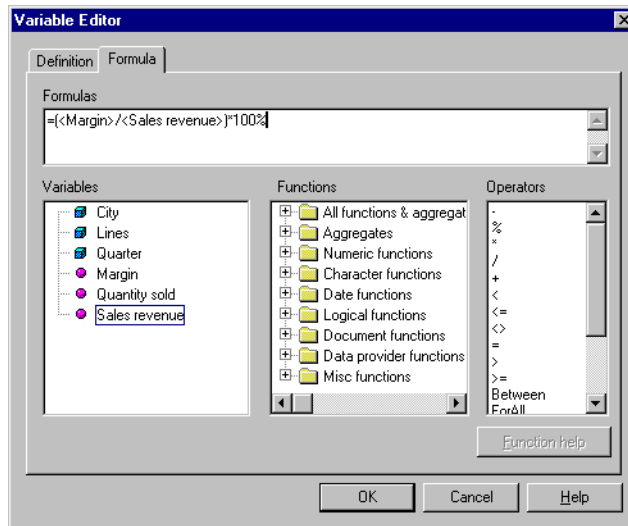 Variable Editor
Definition
Formula
Formulas
=(<Margin>/<Sales revenue>)*100%
Variables
City
Lines
Quarter
Margin
Quantity sold
Sales revenue
Functions
All functions & aggregat
Aggregates
Numeric functions
Character functions
Date functions
Logical functions
Document functions
Data provider functions
Misc functions
Operators
-
%
*
/
+
<
<=
<>
=
>
>=
Between
ForAll
Function help
OK
Cancel
Help